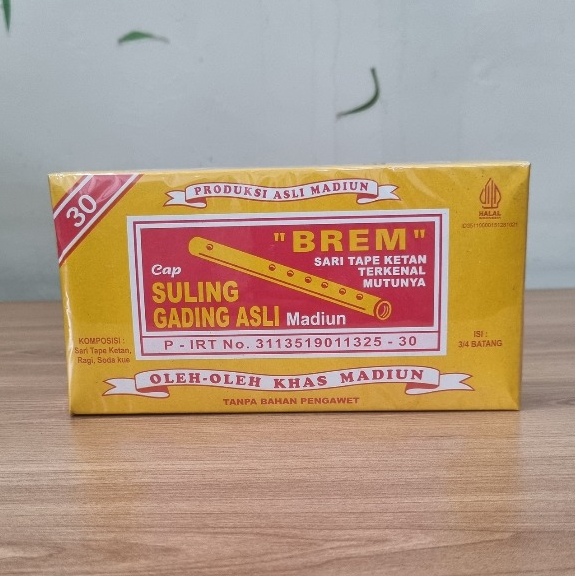 30
PRODUKSI ASLI MADIUN
HALAL
"BREM"
SARI TAPE KETAN
TERKENAL
MUTUNYA
Cap
SULING
GADING ASLI Madiun
P - IRT No. 3113519011325 - 30
KOMPOSISI :
Sari Tape Ketan,
Ragi, Soda kue
ISI :
3/4 BATANG
OLEH-OLEH KHAS MADIUN
TANPA BAHAN PENGAWET